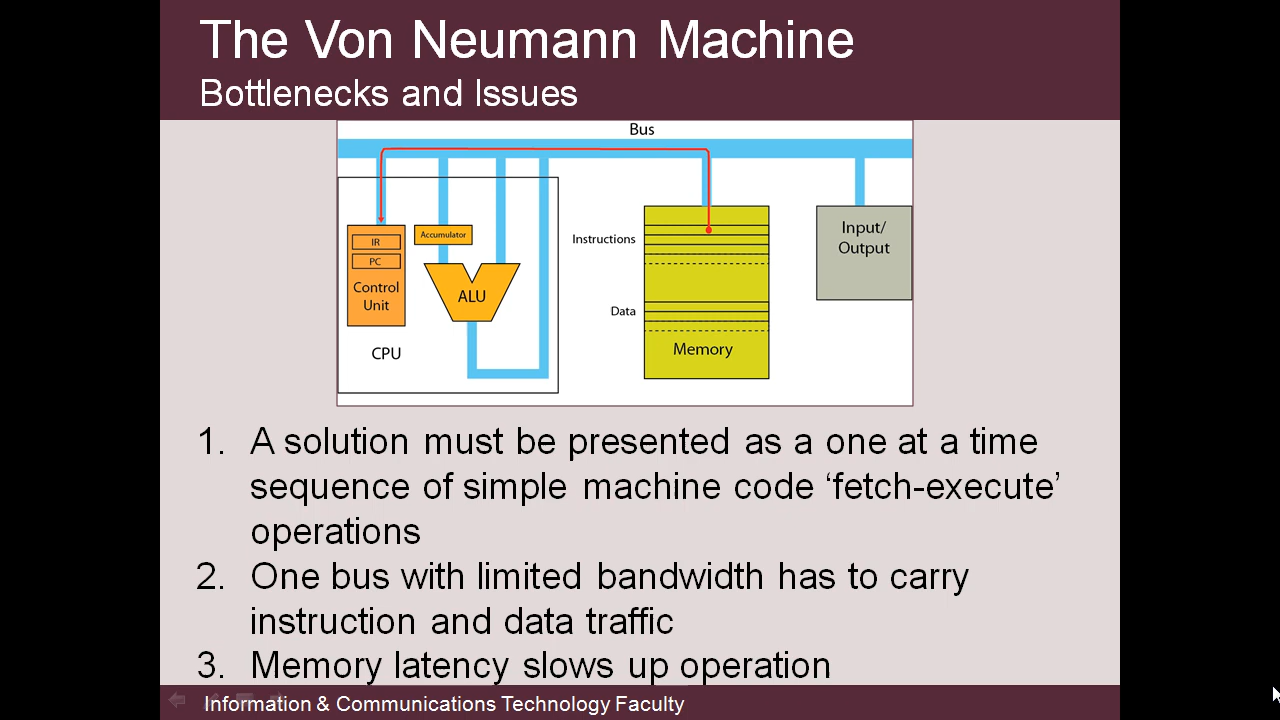 The Von Neumann Machine
Bottlenecks and Issues
Bus
Accumulator
IR
PC
Control
Unit
ALU
CPU
Instructions
Data
Memory
Input/
Output
1. A solution must be presented as a one at a time
sequence of simple machine code ‘fetch-execute’
operations
2. One bus with limited bandwidth has to carry
instruction and data traffic
3. Memory latency slows up operation
Information & Communications Technology Faculty